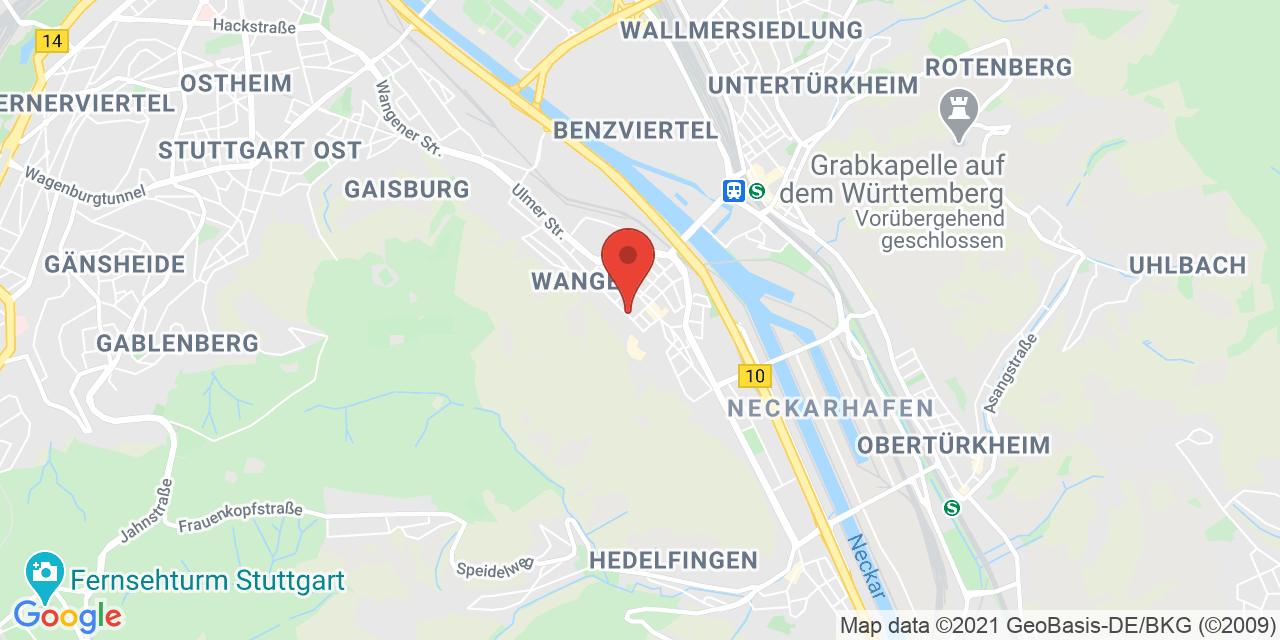 Hackstraße
WALLMERSIEDLUNG
14
OSTHEIM
ROTENBERG
UNTERTÜRKHEIM
ERNERVIERTEL
Wangener Str.
BENZVIERTEL
STUTTGART OST
Grabkapelle auf
dem Württemberg
Vorübergehend
geschlossen
Wagenburgtunnel
GAISBURG
S
Ulmer Str.
GÄNSHEIDE
UHLBACH
WANGE
GABLENBERG
Asangstraße
10
NECKARHAFEN
OBERTÜRKHEIM
Jahnstraße
Frauenkopfstraße
S
HEDELFINGEN
Speidelweg
Neckar
Fernsehturm Stuttgart
Google
Map data ©2021 GeoBasis-DE/BKG (©2009)